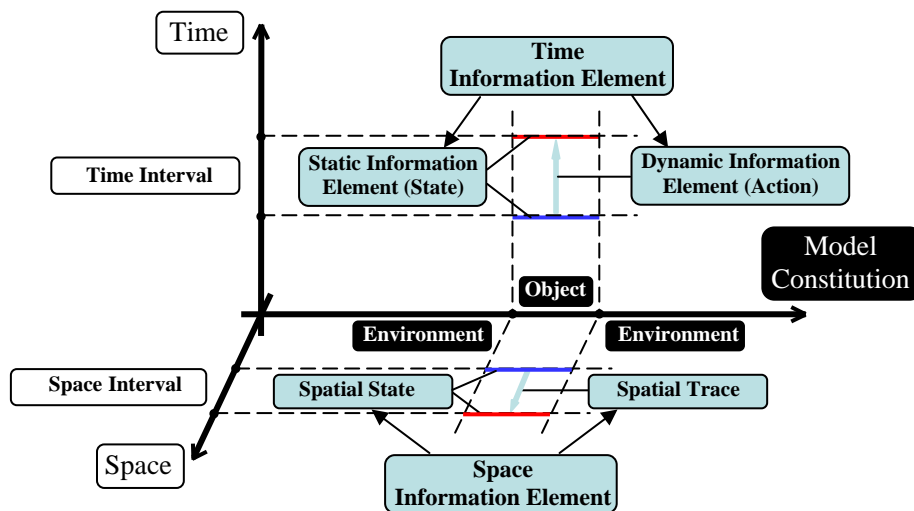 Time
Time
Information Element
Static Information
Element (State)
Dynamic Information
Element (Action)
Time Interval
Model
Constitution
Object
Environment
Environment
Space Interval
Spatial State
Spatial Trace
Space
Space
Information Element